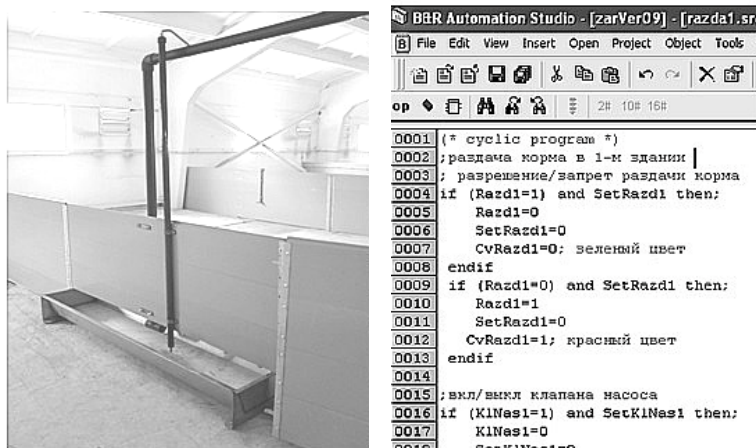 B&R Automation Studio - [zarVer09] - [razda1.sr
File Edit View Insert Open Project Object Tools
op 2# 10# 16#
0001 (* cyclic program *)
0002 ;раздача корма в 1-м здании
0003 ; разрешение/запрет раздачи корма
0004 if (Razd1=1) and SetRazd1 then;
0005 Razd1=0
0006 SetRazd1=0
0007 CvRazd1=0; зеленый цвет
0008 endif
0009 if (Razd1=0) and SetRazd1 then;
0010 Razd1=1
0011 SetRazd1=0
0012 CvRazd1=1; красный цвет
0013 endif
0014
0015 ;вкл/выкл клапана насоса
0016 if (KlNas1=1) and SetKlNas1 then;
0017 KlNas1=0
0018 SetKlNas1=0